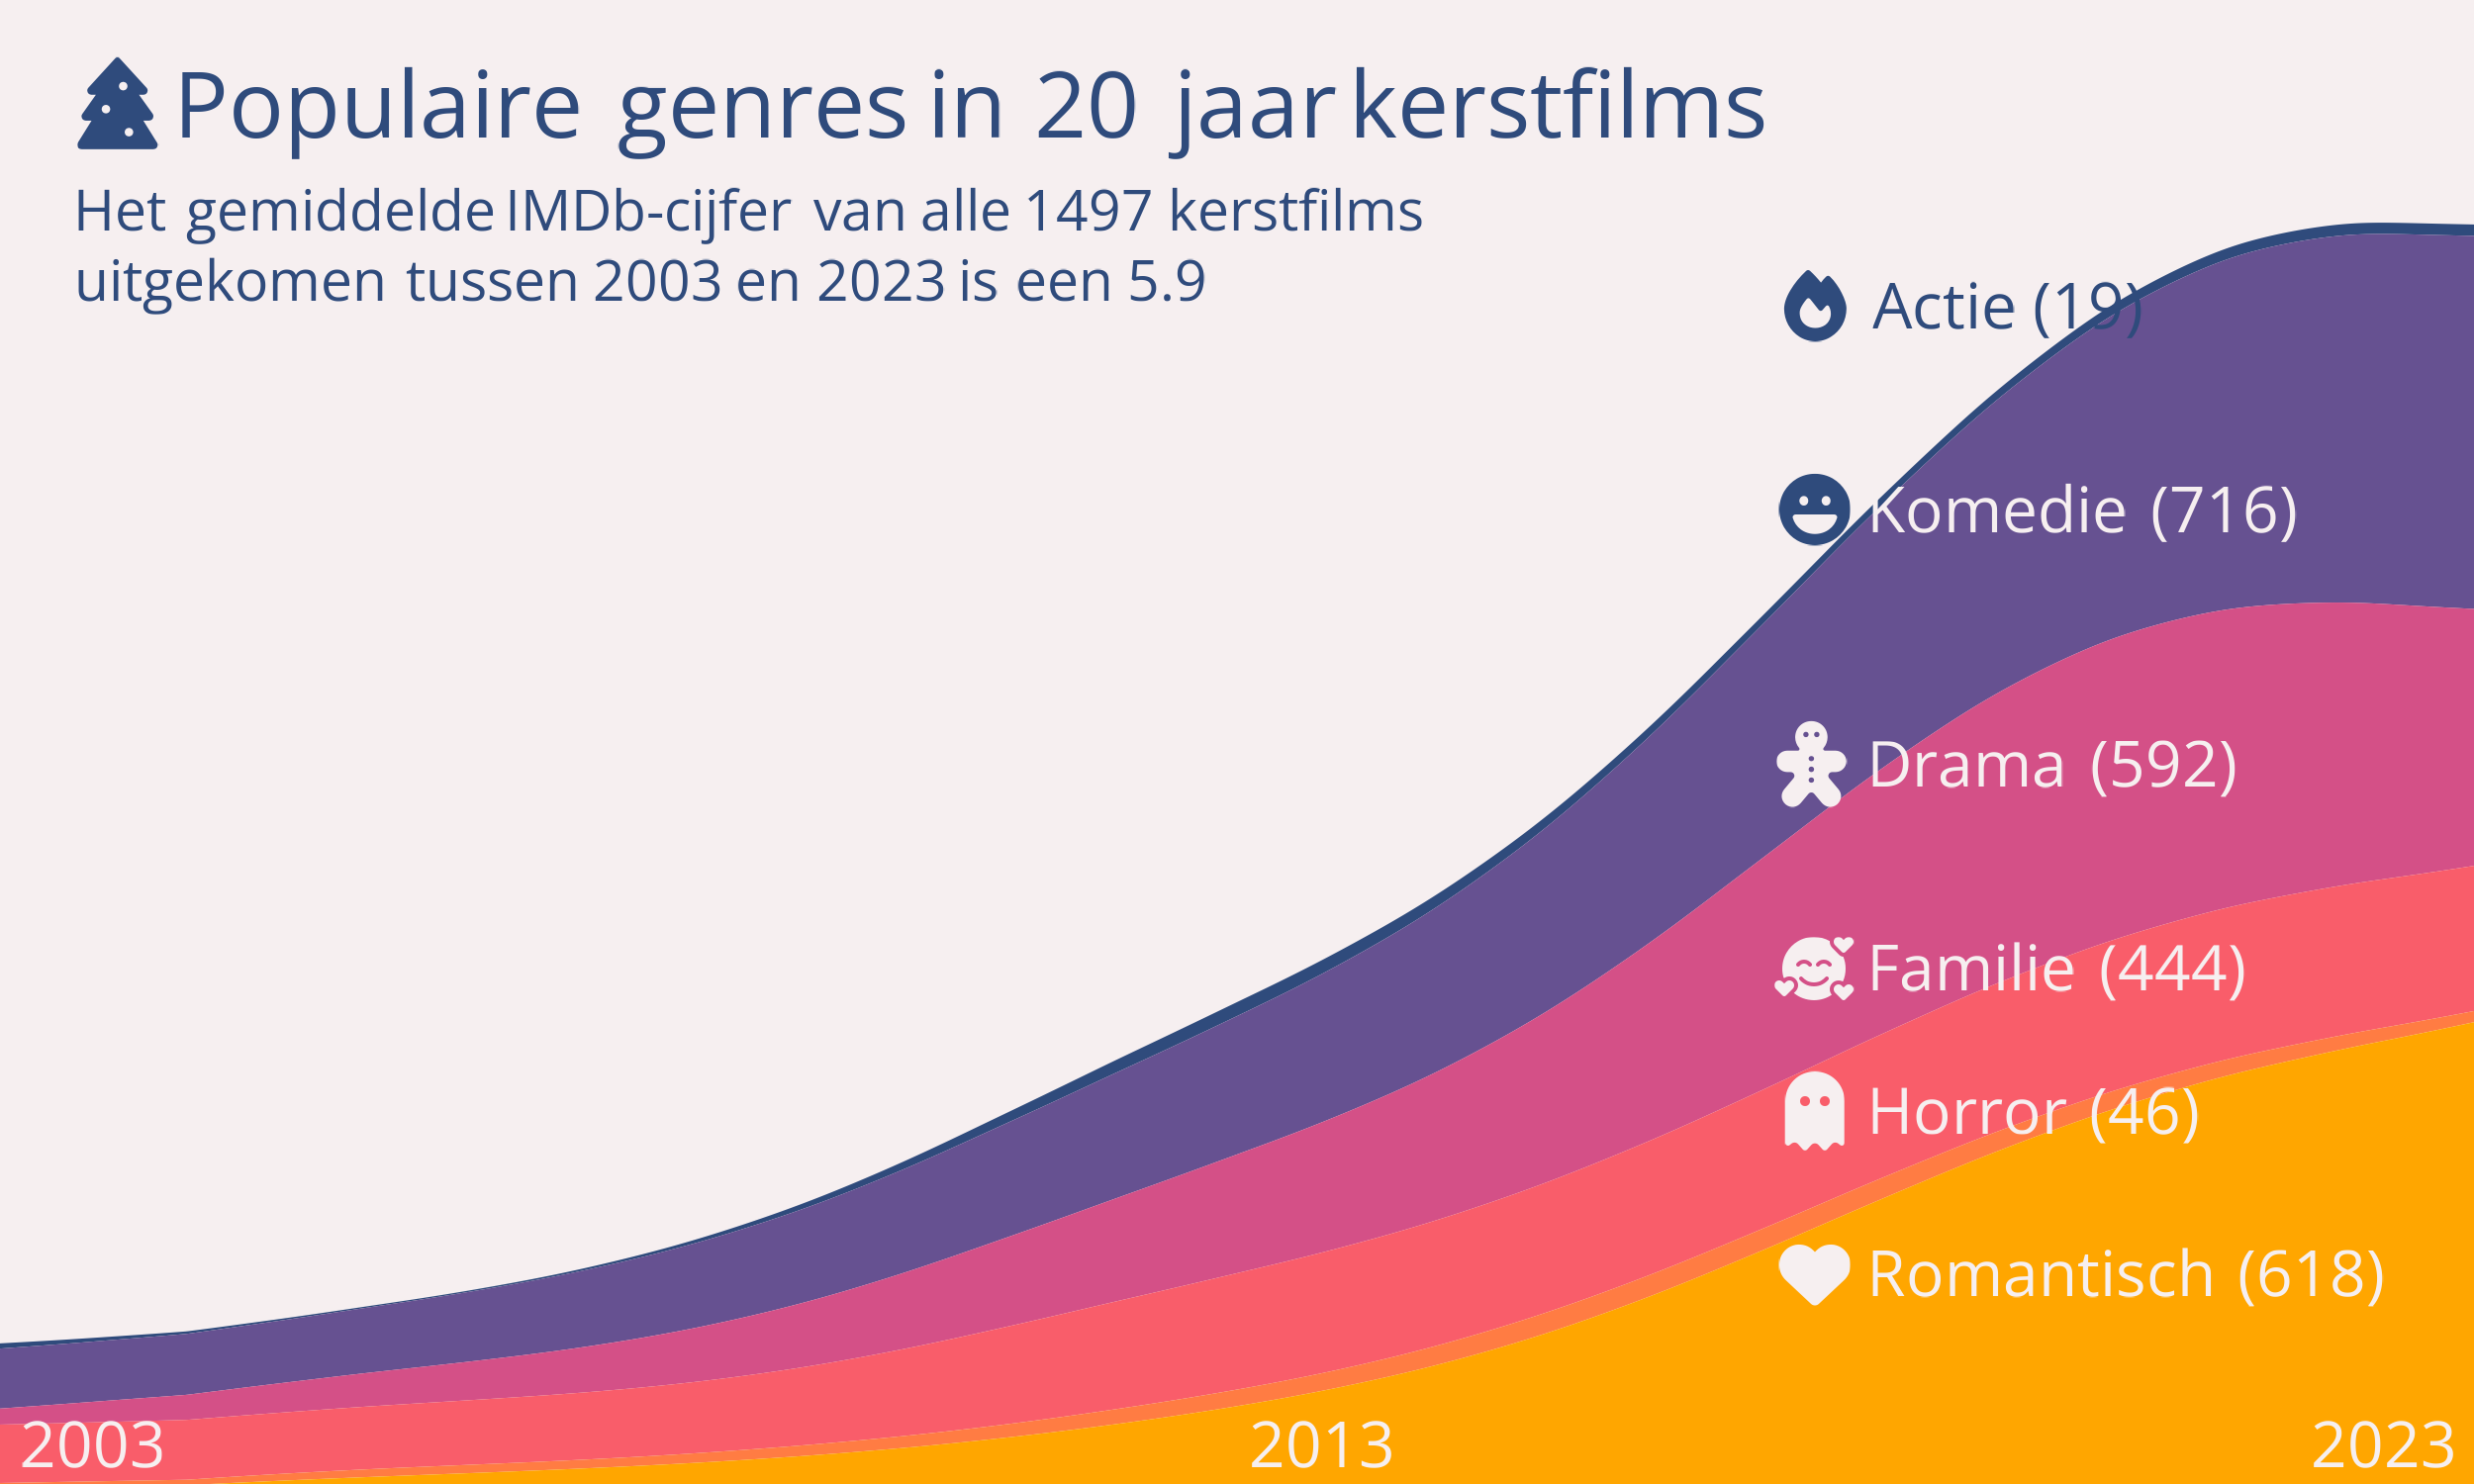 Populaire genres in 20 jaar kerstfilms
Het gemiddelde IMDb-cijfer van alle 1497 kerstfilms
uitgekomen tussen 2003 en 2023 is een 5.9
Actie (19)
Komedie (716)
Drama (592)
Familie (444)
Horror (46)
Romantisch (618)
2003
2013
2023